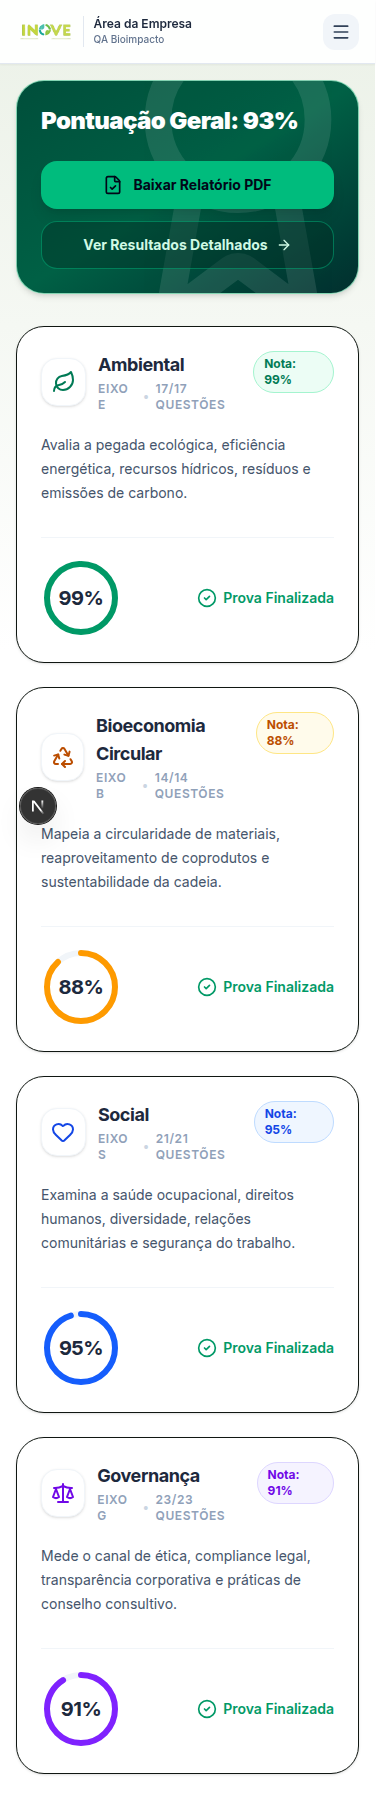 INOVE
Área da Empresa
QA Bioimpacto
Pontuação Geral: 93%
Baixar Relatório PDF
Ver Resultados Detalhados
Ambiental
EIXO
E
17/17
QUESTÕES
Nota:
99%
Avalia a pegada ecológica, eficiência
energética, recursos hídricos, resíduos e
emissões de carbono.
99%
Prova Finalizada
Bioeconomia
Circular
EIXO
B
14/14
QUESTÕES
Nota:
88%
N
Mapeia a circularidade de materiais,
reaproveitamento de coprodutos e
sustentabilidade da cadeia.
88%
Prova Finalizada
Social
EIXO
S
21/21
QUESTÕES
Nota:
95%
Examina a saúde ocupacional, direitos
humanos, diversidade, relações
comunitárias e segurança do trabalho.
95%
Prova Finalizada
Governança
EIXO
G
23/23
QUESTÕES
Nota:
91%
Mede o canal de ética, compliance legal,
transparência corporativa e práticas de
conselho consultivo.
91%
Prova Finalizada